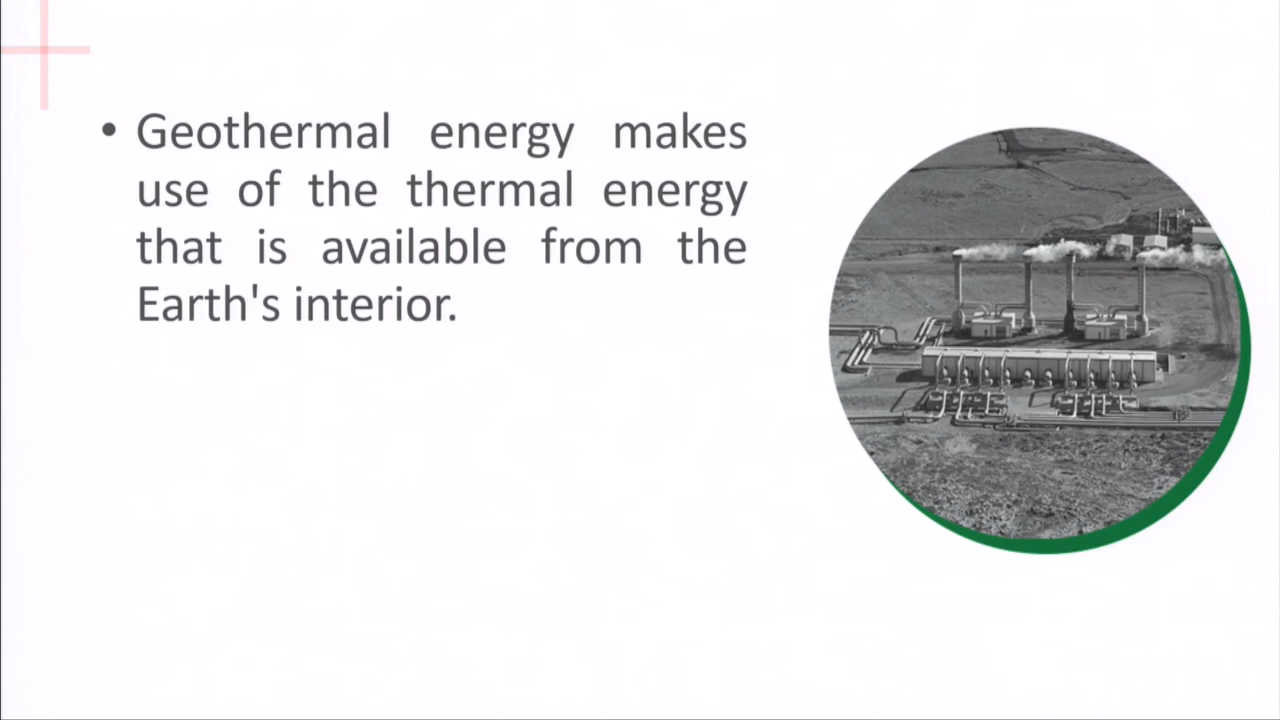 • Geothermal energy makes
use of the thermal energy
that is available from the
Earth's interior.